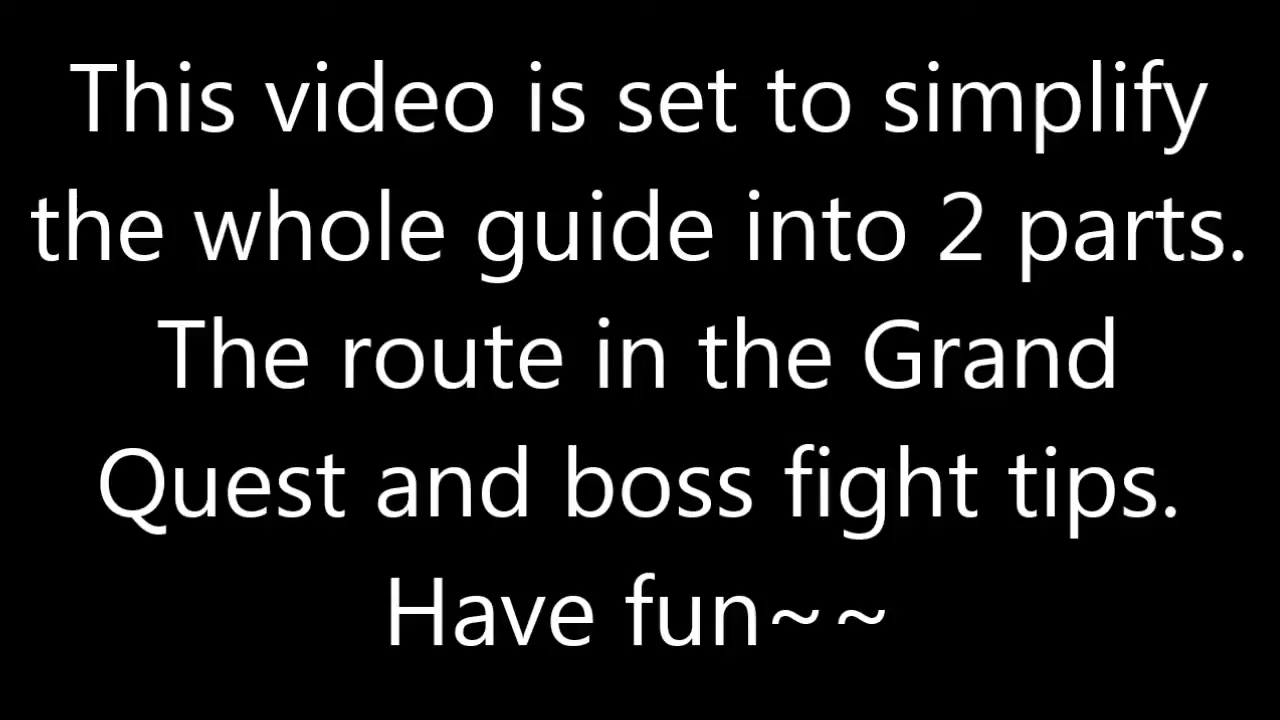 This video is set to simplify
the whole guide into 2 parts.
The route in the Grand
Quest and boss fight tips.
Have fun~~